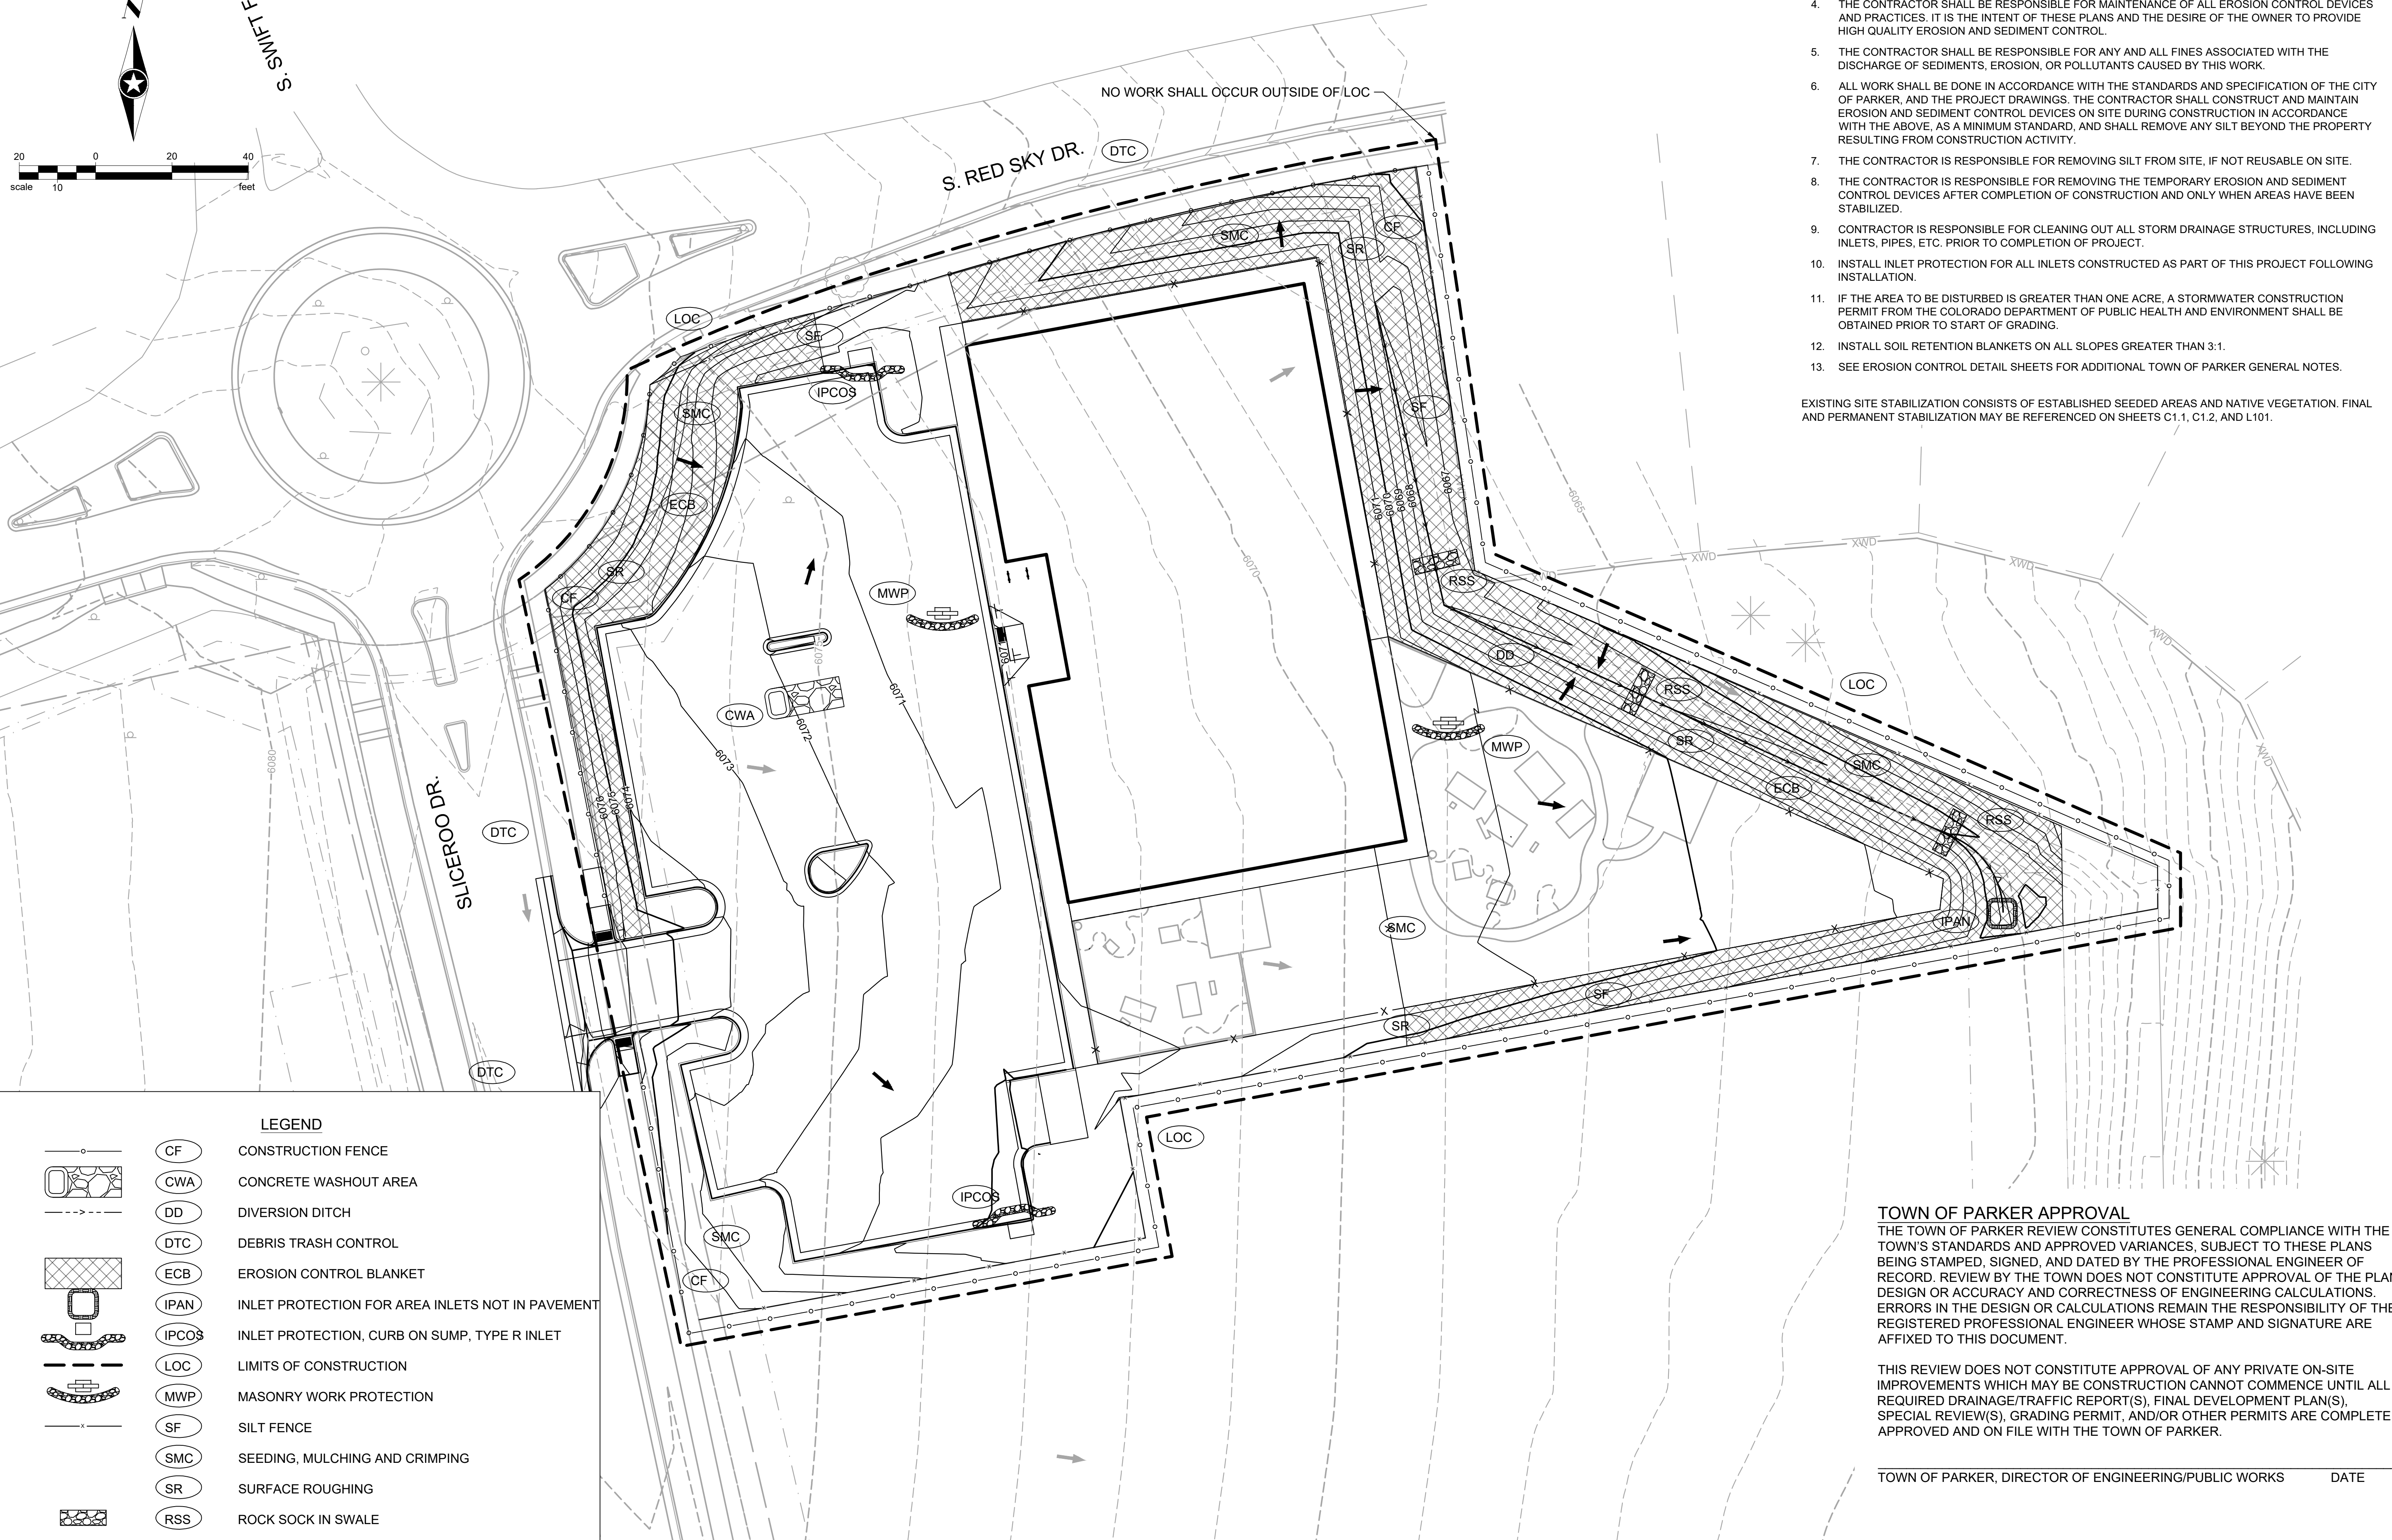 N
20 0 20 40
scale 10 feet
S. SWIFT
S. RED SKY DR.
DTC
NO WORK SHALL OCCUR OUTSIDE OF LOC
4. THE CONTRACTOR SHALL BE RESPONSIBLE FOR MAINTENANCE OF ALL EROSION CONTROL DEVICES
AND PRACTICES. IT IS THE INTENT OF THESE PLANS AND THE DESIRE OF THE OWNER TO PROVIDE
HIGH QUALITY EROSION AND SEDIMENT CONTROL.
5. THE CONTRACTOR SHALL BE RESPONSIBLE FOR ANY AND ALL FINES ASSOCIATED WITH THE
DISCHARGE OF SEDIMENTS, EROSION, OR POLLUTANTS CAUSED BY THIS WORK.
6. ALL WORK SHALL BE DONE IN ACCORDANCE WITH THE STANDARDS AND SPECIFICATION OF THE CITY
OF PARKER, AND THE PROJECT DRAWINGS. THE CONTRACTOR SHALL CONSTRUCT AND MAINTAIN
EROSION AND SEDIMENT CONTROL DEVICES ON SITE DURING CONSTRUCTION IN ACCORDANCE
WITH THE ABOVE, AS A MINIMUM STANDARD, AND SHALL REMOVE ANY SILT BEYOND THE PROPERTY
RESULTING FROM CONSTRUCTION ACTIVITY.
7. THE CONTRACTOR IS RESPONSIBLE FOR REMOVING SILT FROM SITE, IF NOT REUSABLE ON SITE.
8. THE CONTRACTOR IS RESPONSIBLE FOR REMOVING THE TEMPORARY EROSION AND SEDIMENT
CONTROL DEVICES AFTER COMPLETION OF CONSTRUCTION AND ONLY WHEN AREAS HAVE BEEN
STABILIZED.
9. CONTRACTOR IS RESPONSIBLE FOR CLEANING OUT ALL STORM DRAINAGE STRUCTURES, INCLUDING
INLETS, PIPES, ETC. PRIOR TO COMPLETION OF PROJECT.
10. INSTALL INLET PROTECTION FOR ALL INLETS CONSTRUCTED AS PART OF THIS PROJECT FOLLOWING
INSTALLATION.
11. IF THE AREA TO BE DISTURBED IS GREATER THAN ONE ACRE, A STORMWATER CONSTRUCTION
PERMIT FROM THE COLORADO DEPARTMENT OF PUBLIC HEALTH AND ENVIRONMENT SHALL BE
OBTAINED PRIOR TO START OF GRADING.
12. INSTALL SOIL RETENTION BLANKETS ON ALL SLOPES GREATER THAN 3:1.
13. SEE EROSION CONTROL DETAIL SHEETS FOR ADDITIONAL TOWN OF PARKER GENERAL NOTES.
EXISTING SITE STABILIZATION CONSISTS OF ESTABLISHED SEEDED AREAS AND NATIVE VEGETATION. FINAL
AND PERMANENT STABILIZATION MAY BE REFERENCED ON SHEETS C1.1, C1.2, AND L101.
SMC
CF
SR
LOC
SF
IPCOS
SMC
SF
ECB
6071
6070
6069
6068
6067
6065
6070
XWD
XWD
XWD
XWD
XWD
XWD
SR
CF
MWP
RSS
6075
DD
RSS
LOC
CWA
6071
6072
6073
MWP
SR
SMC
ECB
RSS
6080
6076
6075
6074
SLICEROO DR.
DTC
SMC
IPAN
SF
SR
DTC
LOC
IPCOS
SMC
CF
LEGEND
CF CONSTRUCTION FENCE
CWA CONCRETE WASHOUT AREA
DD DIVERSION DITCH
DTC DEBRIS TRASH CONTROL
ECB EROSION CONTROL BLANKET
IPAN INLET PROTECTION FOR AREA INLETS NOT IN PAVEMENT
IPCOS INLET PROTECTION, CURB ON SUMP, TYPE R INLET
LOC LIMITS OF CONSTRUCTION
MWP MASONRY WORK PROTECTION
SF SILT FENCE
SMC SEEDING, MULCHING AND CRIMPING
SR SURFACE ROUGHING
RSS ROCK SOCK IN SWALE
TOWN OF PARKER APPROVAL
THE TOWN OF PARKER REVIEW CONSTITUTES GENERAL COMPLIANCE WITH THE
TOWN'S STANDARDS AND APPROVED VARIANCES, SUBJECT TO THESE PLANS
BEING STAMPED, SIGNED, AND DATED BY THE PROFESSIONAL ENGINEER OF
RECORD. REVIEW BY THE TOWN DOES NOT CONSTITUTE APPROVAL OF THE PLAN
DESIGN OR ACCURACY AND CORRECTNESS OF ENGINEERING CALCULATIONS.
ERRORS IN THE DESIGN OR CALCULATIONS REMAIN THE RESPONSIBILITY OF THE
REGISTERED PROFESSIONAL ENGINEER WHOSE STAMP AND SIGNATURE ARE
AFFIXED TO THIS DOCUMENT.
THIS REVIEW DOES NOT CONSTITUTE APPROVAL OF ANY PRIVATE ON-SITE
IMPROVEMENTS WHICH MAY BE CONSTRUCTION CANNOT COMMENCE UNTIL ALL
REQUIRED DRAINAGE/TRAFFIC REPORT(S), FINAL DEVELOPMENT PLAN(S),
SPECIAL REVIEW(S), GRADING PERMIT, AND/OR OTHER PERMITS ARE COMPLETE
APPROVED AND ON FILE WITH THE TOWN OF PARKER.
TOWN OF PARKER, DIRECTOR OF ENGINEERING/PUBLIC WORKS DATE